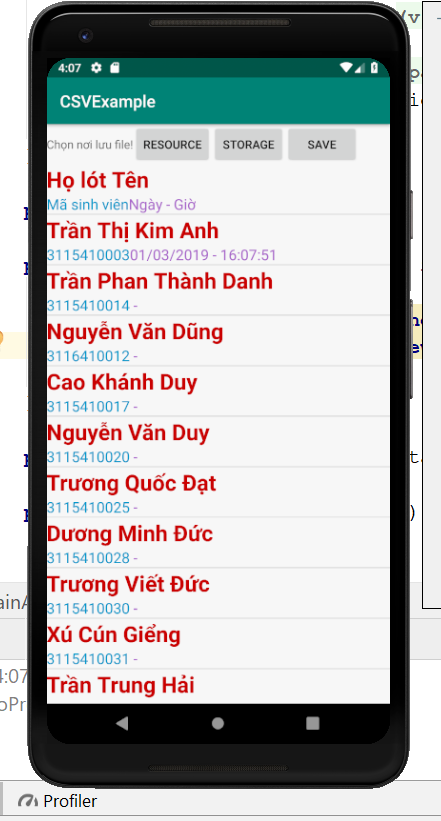 4:07
CSVExample
Chọn nơi lưu file! RESOURCE STORAGE SAVE
Họ lót Tên
Mã sinh viênNgày - Giờ
Trần Thị Kim Anh
311541000301/03/2019 - 16:07:51
Trần Phan Thành Danh
3115410014 -
Nguyễn Văn Dũng
3116410012 -
Cao Khánh Duy
3115410017 -
Nguyễn Văn Duy
3115410020 -
Trương Quốc Đạt
3115410025 -
Dương Minh Đức
3115410028 -
Trương Viết Đức
3115410030 -
Xú Cún Giểng
3115410031 -
Trần Trung Hải
Profiler